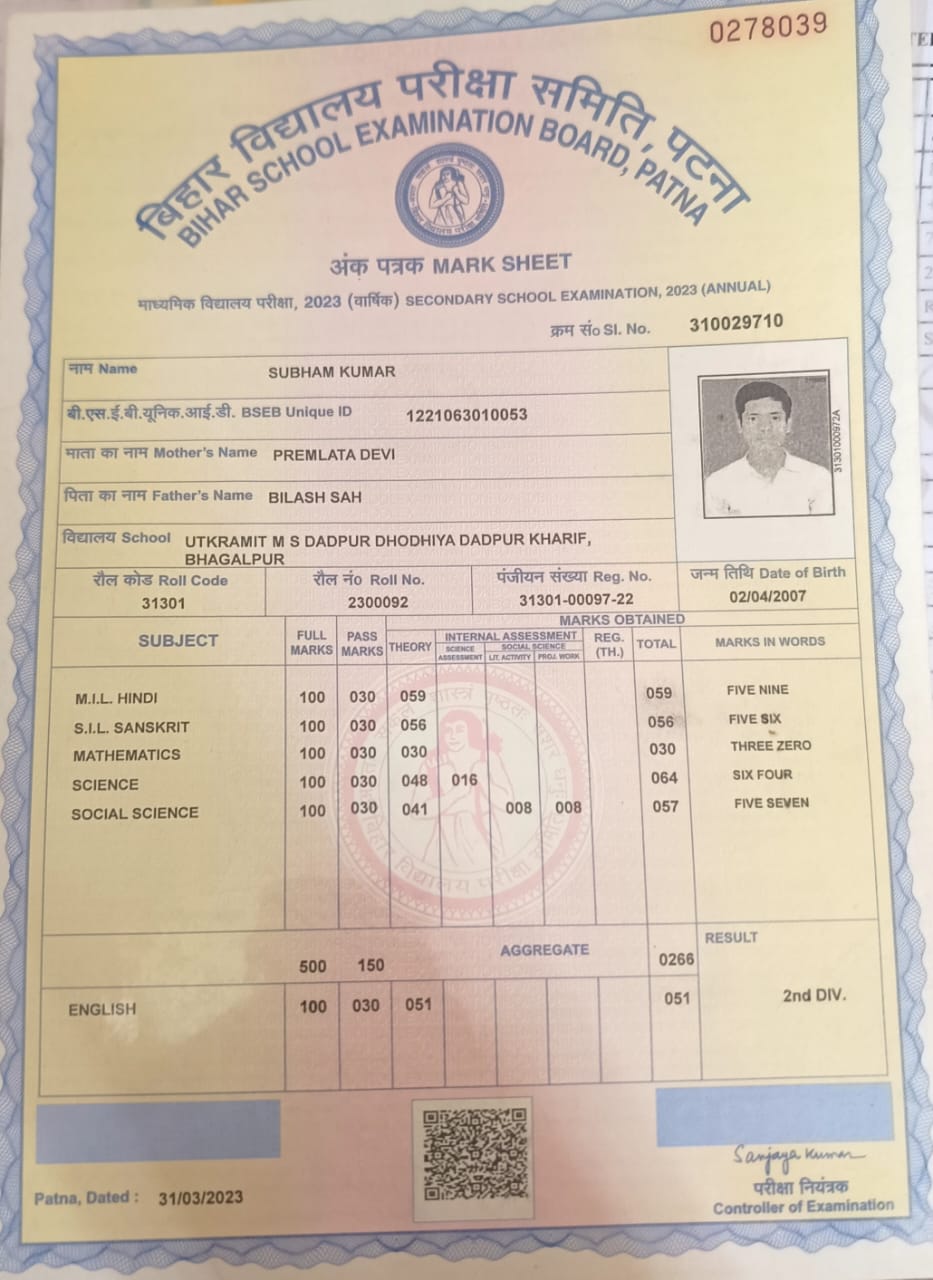 0278039
बिहार विद्यालय परीक्षा समिति, पटना
BIHAR SCHOOL EXAMINATION BOARD, PATNA
अंक पत्रक MARK SHEET
माध्यमिक विद्यालय परीक्षा, 2023 (वार्षिक) SECONDARY SCHOOL EXAMINATION, 2023 (ANNUAL)
क्रम सं० Sl. No. 310029710
नाम Name SUBHAM KUMAR
बी.एस.ई.बी.यूनिक.आई.डी. BSEB Unique ID 1221063010053
माता का नाम Mother's Name PREMLATA DEVI
पिता का नाम Father's Name BILASH SAH
31301000972A
विद्यालय School UTKRAMIT M S DADPUR DHODHIYA DADPUR KHARIF,
BHAGALPUR
रौल कोड Roll Code रौल नं० Roll No. पंजीयन संख्या Reg. No. जन्म तिथि Date of Birth
31301 2300092 31301-00097-22 02/04/2007
MARKS OBTAINED
SUBJECT FULL MARKS PASS MARKS THEORY INTERNAL ASSESSMENT REG. (TH.) TOTAL MARKS IN WORDS
SCIENCE ASSESSMENT SOCIAL SCIENCE
LIT. ACTIVITY PROJ. WORK
M.I.L. HINDI 100 030 059 059 FIVE NINE
S.I.L. SANSKRIT 100 030 056 056 FIVE SIX
MATHEMATICS 100 030 030 030 THREE ZERO
SCIENCE 100 030 048 016 064 SIX FOUR
SOCIAL SCIENCE 100 030 041 008 008 057 FIVE SEVEN
500 150 AGGREGATE 0266 RESULT
ENGLISH 100 030 051 051 2nd DIV.
Sanjaya Kumar
परीक्षा नियंत्रक
Patna, Dated : 31/03/2023 Controller of Examination